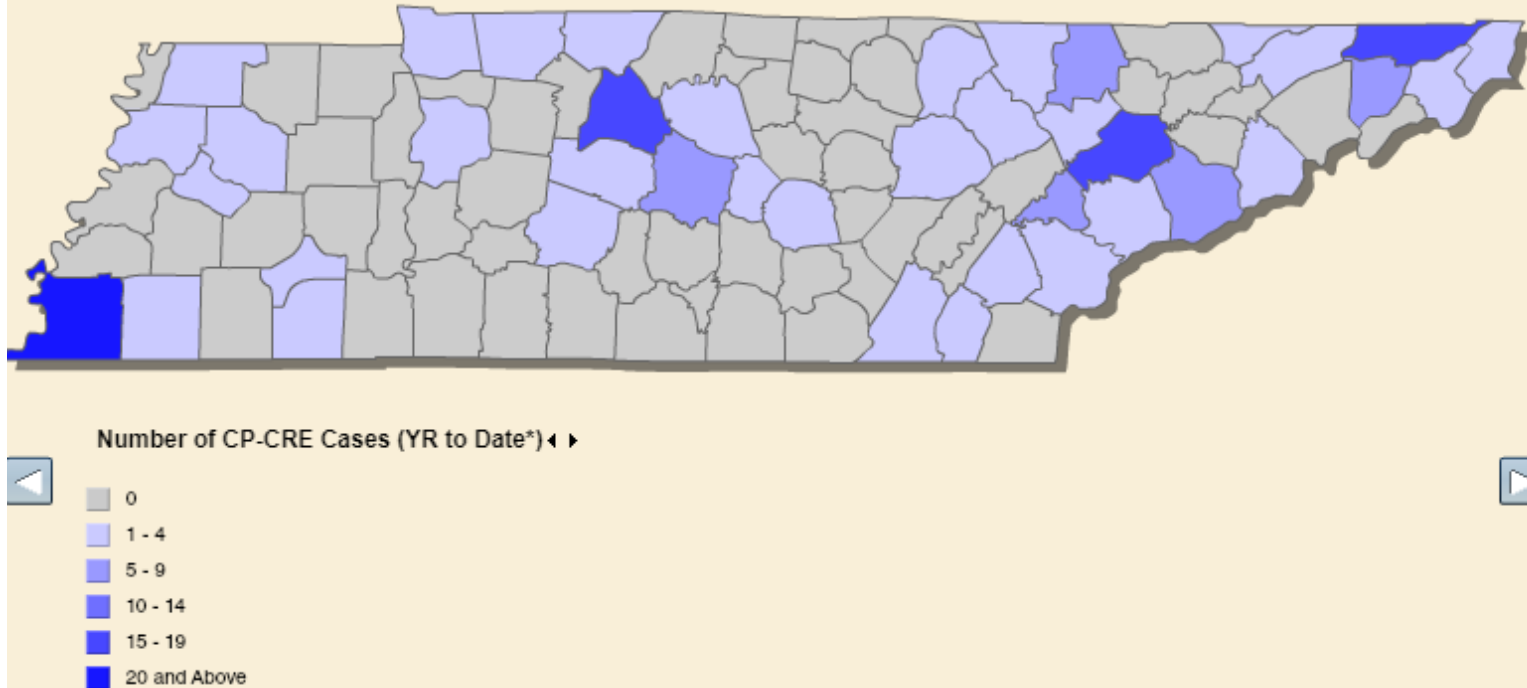 Number of CP-CRE Cases (YR to Date*)
0
1 - 4
5 - 9
10 - 14
15 - 19
20 and Above